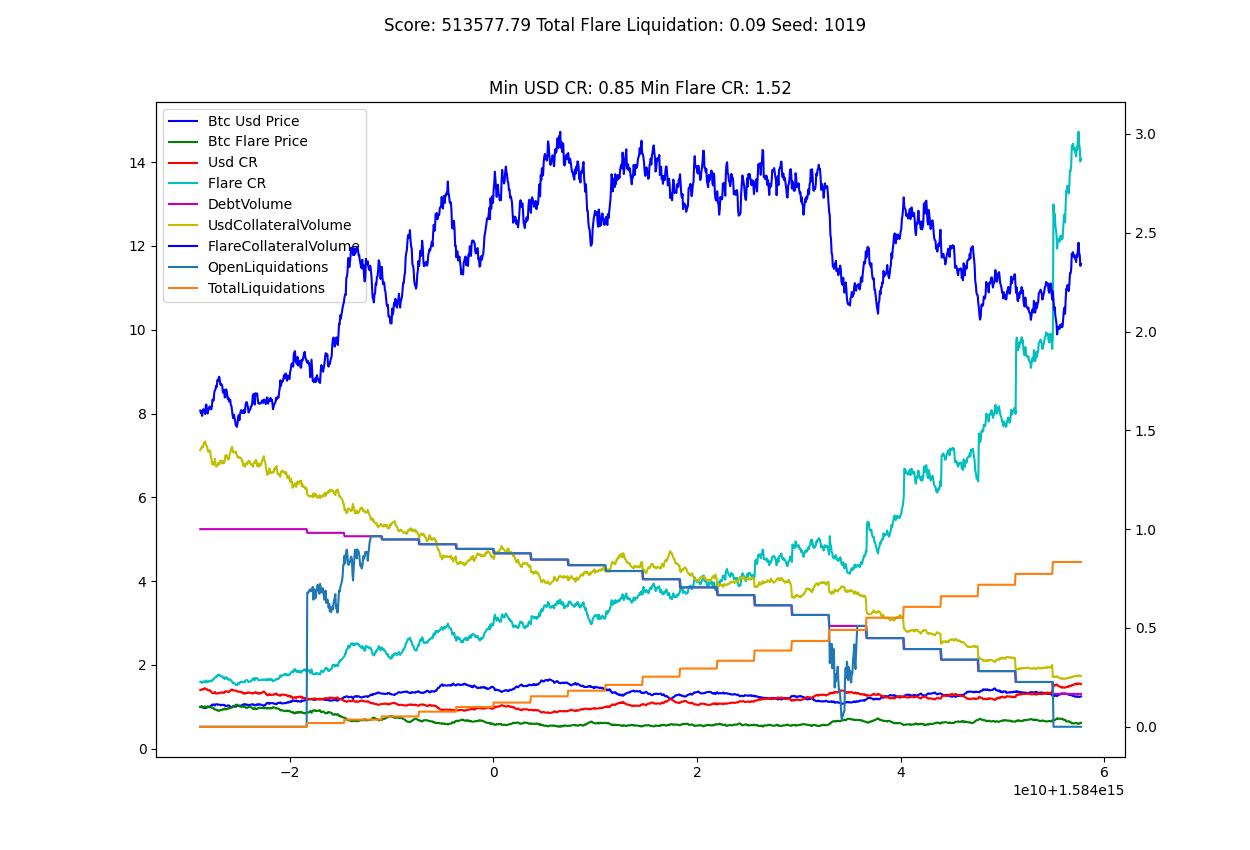 Score: 513577.79 Total Flare Liquidation: 0.09 Seed: 1019
Min USD CR: 0.85 Min Flare CR: 1.52
Btc Usd Price
Btc Flare Price
Usd CR
Flare CR
DebtVolume
UsdCollateralVolume
FlareCollateralVolume
OpenLiquidations
TotalLiquidations
14
12
10
8
6
4
2
0
3.0
2.5
2.0
1.5
1.0
0.5
0.0
−2
0
2
4
6
1e10+1.584e15